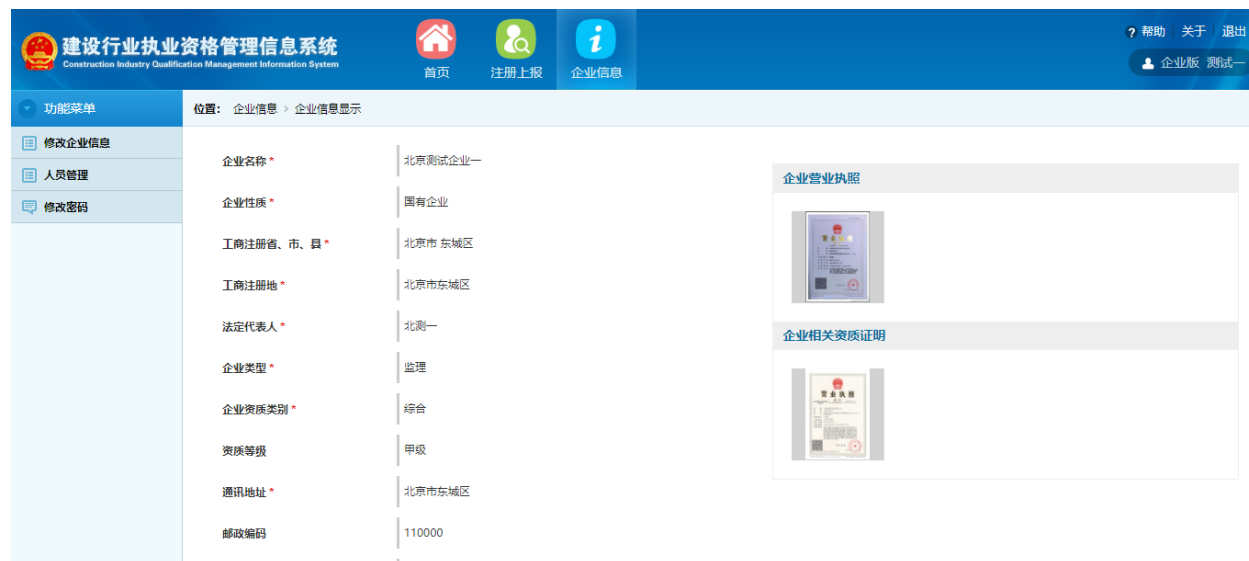 建设行业执业资格管理信息系统
Construction Industry Qualification Management Information System
首页
注册上报
企业信息
? 帮助 关于 退出
企业版 测试一
功能菜单
位置: 企业信息 > 企业信息显示
修改企业信息
人员管理
修改密码
企业名称 * 北京测试企业一
企业性质 * 国有企业
工商注册省、市、县 * 北京市 东城区
工商注册地 * 北京市东城区
法定代表人 * 北测一
企业类型 * 监理
企业资质类别 * 综合
资质等级 甲级
通讯地址 * 北京市东城区
邮政编码 110000
企业营业执照
企业相关资质证明
营业执照